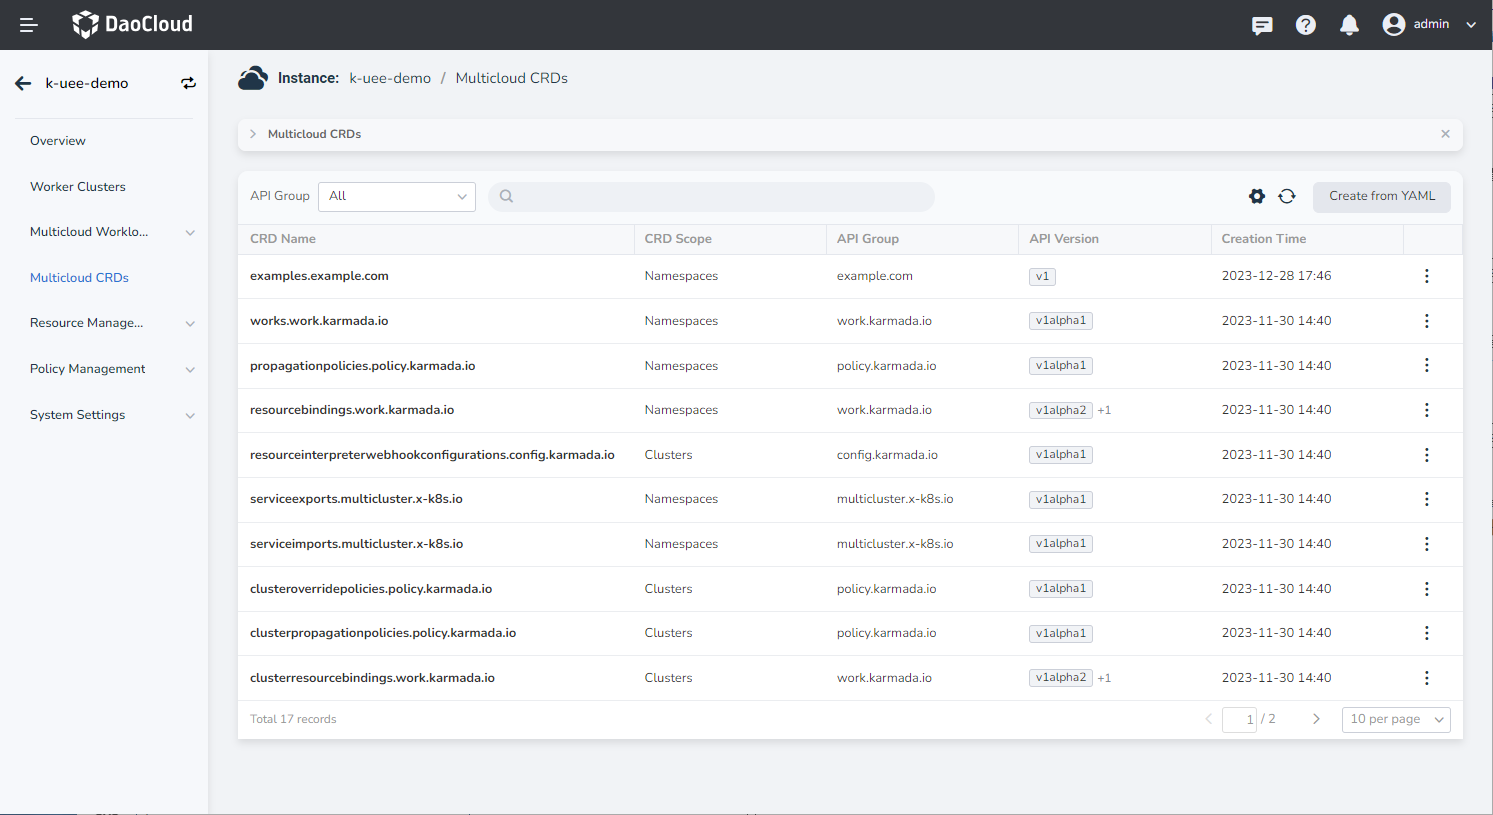 DaoCloud
admin
k-uee-demo
Instance: k-uee-demo / Multicloud CRDs
Overview
Worker Clusters
Multicloud Worklo...
Multicloud CRDs
Resource Manage...
Policy Management
System Settings
Multicloud CRDs
API Group All
Create from YAML
CRD Name CRD Scope API Group API Version Creation Time
examples.example.com Namespaces example.com v1 2023-12-28 17:46
works.work.karmada.io Namespaces work.karmada.io v1alpha1 2023-11-30 14:40
propagationpolicies.policy.karmada.io Namespaces policy.karmada.io v1alpha1 2023-11-30 14:40
resourcebindings.work.karmada.io Namespaces work.karmada.io v1alpha2 +1 2023-11-30 14:40
resourceinterpreterwebhookconfigurations.config.karmada.io Clusters config.karmada.io v1alpha1 2023-11-30 14:40
serviceexports.multicluster.x-k8s.io Namespaces multicluster.x-k8s.io v1alpha1 2023-11-30 14:40
serviceimports.multicluster.x-k8s.io Namespaces multicluster.x-k8s.io v1alpha1 2023-11-30 14:40
clusteroverridepolicies.policy.karmada.io Clusters policy.karmada.io v1alpha1 2023-11-30 14:40
clusterpropagationpolicies.policy.karmada.io Clusters policy.karmada.io v1alpha1 2023-11-30 14:40
clusterresourcebindings.work.karmada.io Clusters work.karmada.io v1alpha2 +1 2023-11-30 14:40
Total 17 records
1 / 2
10 per page